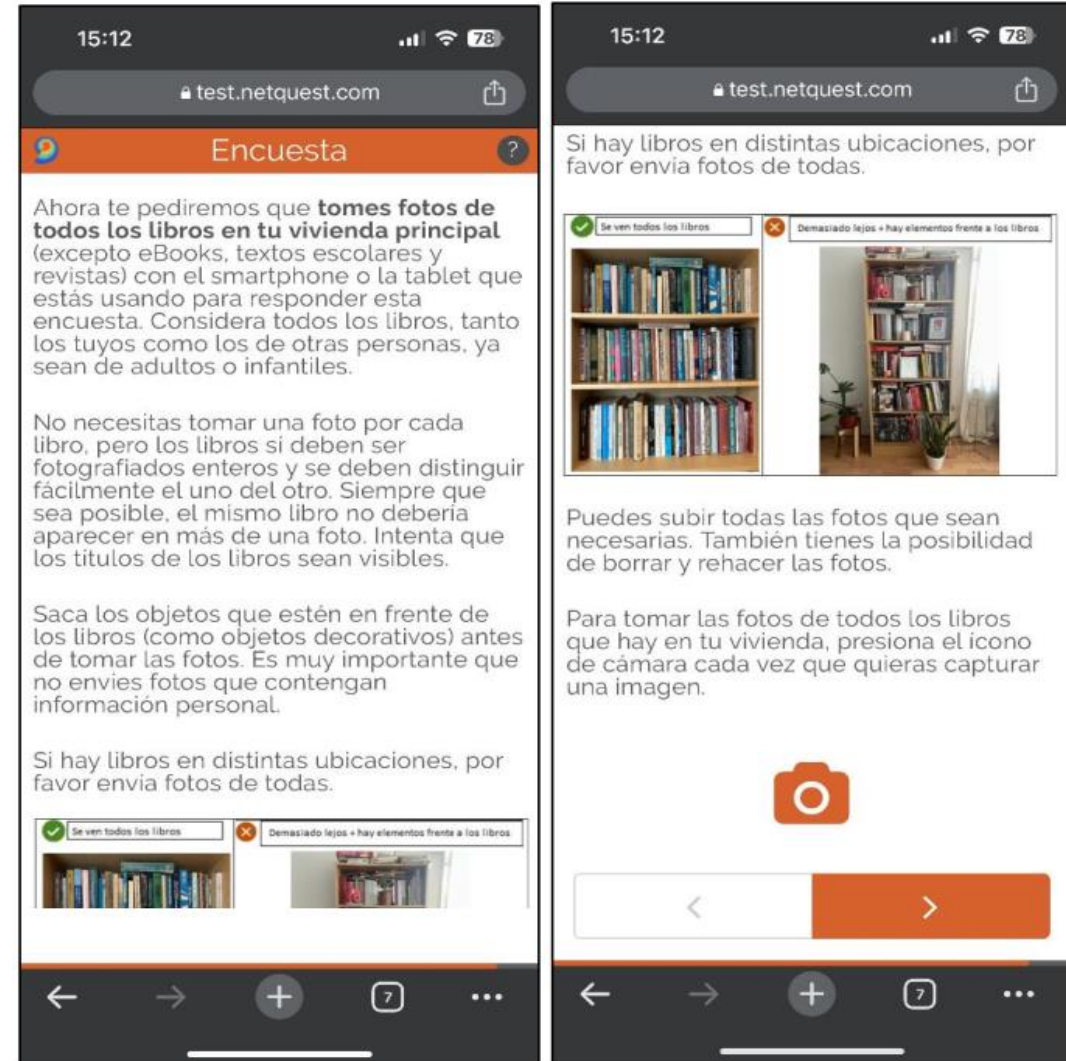 15:12
78
test.netquest.com
Encuesta
?
Ahora te pediremos que tomes fotos de
todos los libros en tu vivienda principal
(excepto eBooks, textos escolares y
revistas) con el smartphone o la tablet que
estás usando para responder esta
encuesta. Considera todos los libros, tanto
los tuyos como los de otras personas, ya
sean de adultos o infantiles.
No necesitas tomar una foto por cada
libro, pero los libros sí deben ser
fotografiados enteros y se deben distinguir
fácilmente el uno del otro. Siempre que
sea posible, el mismo libro no debería
aparecer en más de una foto. Intenta que
los títulos de los libros sean visibles.
Saca los objetos que estén en frente de
los libros (como objetos decorativos) antes
de tomar las fotos. Es muy importante que
no envíes fotos que contengan
información personal.
Si hay libros en distintas ubicaciones, por
favor envía fotos de todas.
Se ven todos los libros
Demasiado lejos + hay elementos frente a los libros
7
15:12
78
test.netquest.com
Si hay libros en distintas ubicaciones, por
favor envía fotos de todas.
Se ven todos los libros
Demasiado lejos + hay elementos frente a los libros
Puedes subir todas las fotos que sean
necesarias. También tienes la posibilidad
de borrar y rehacer las fotos.
Para tomar las fotos de todos los libros
que hay en tu vivienda, presiona el ícono
de cámara cada vez que quieras capturar
una imagen.
7